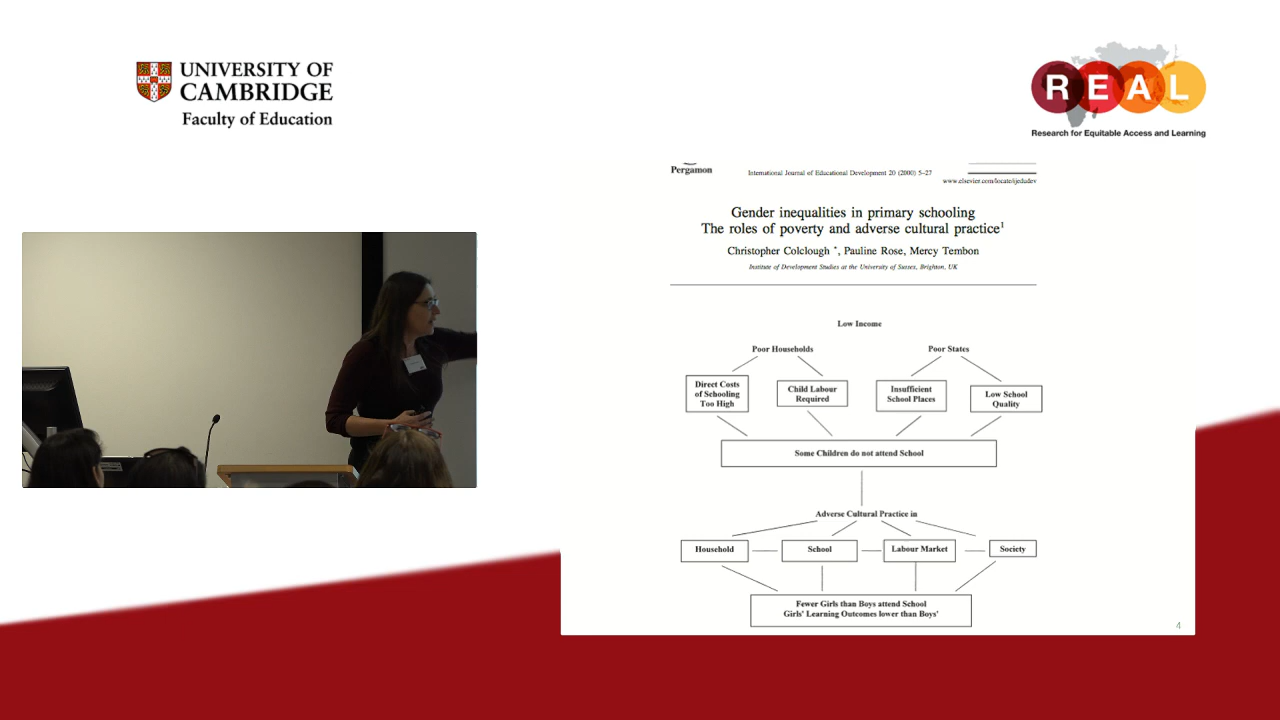 UNIVERSITY OF
CAMBRIDGE
Faculty of Education
R E A L
Research for Equitable Access and Learning
Pergamon
International Journal of Educational Development 20 (2000) 5–27
www.elsevier.com/locate/ijedudev
Gender inequalities in primary schooling
The roles of poverty and adverse cultural practice1
Christopher Colclough *, Pauline Rose, Mercy Tembon
Institute of Development Studies at the University of Sussex, Brighton, UK
Low Income
Poor Households
Poor States
Direct Costs
of Schooling
Too High
Child Labour
Required
Insufficient
School Places
Low School
Quality
Some Children do not attend School
Adverse Cultural Practice in
Household
School
Labour Market
Society
Fewer Girls than Boys attend School
Girls' Learning Outcomes lower than Boys'
4